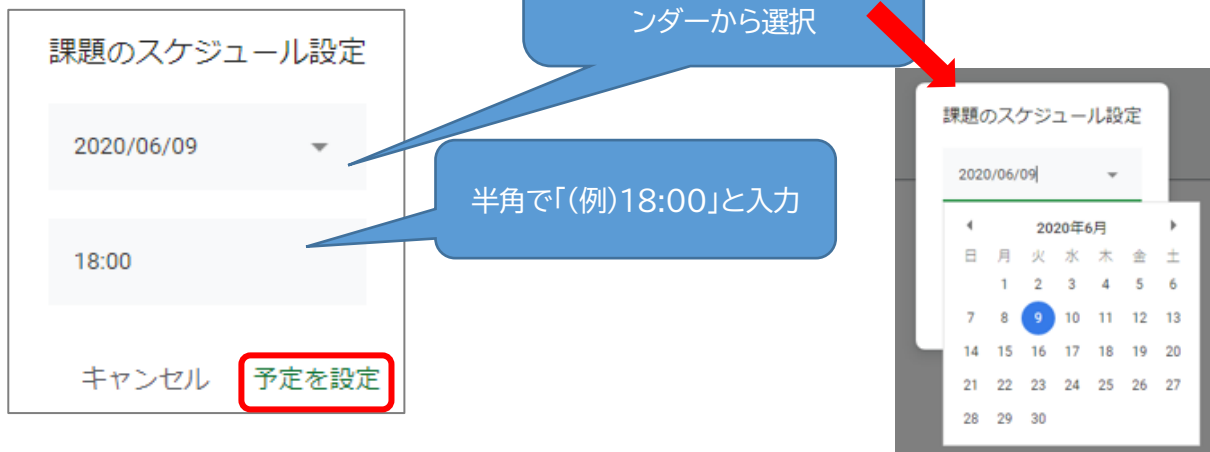 ンダーから選択
課題のスケジュール設定
2020/06/09
半角で「(例)18:00」と入力
18:00
キャンセル 予定を設定
課題のスケジュール設定
2020/06/09
2020年6月
日 月 火 水 木 金 土
1 2 3 4 5 6
7 8 9 10 11 12 13
14 15 16 17 18 19 20
21 22 23 24 25 26 27
28 29 30